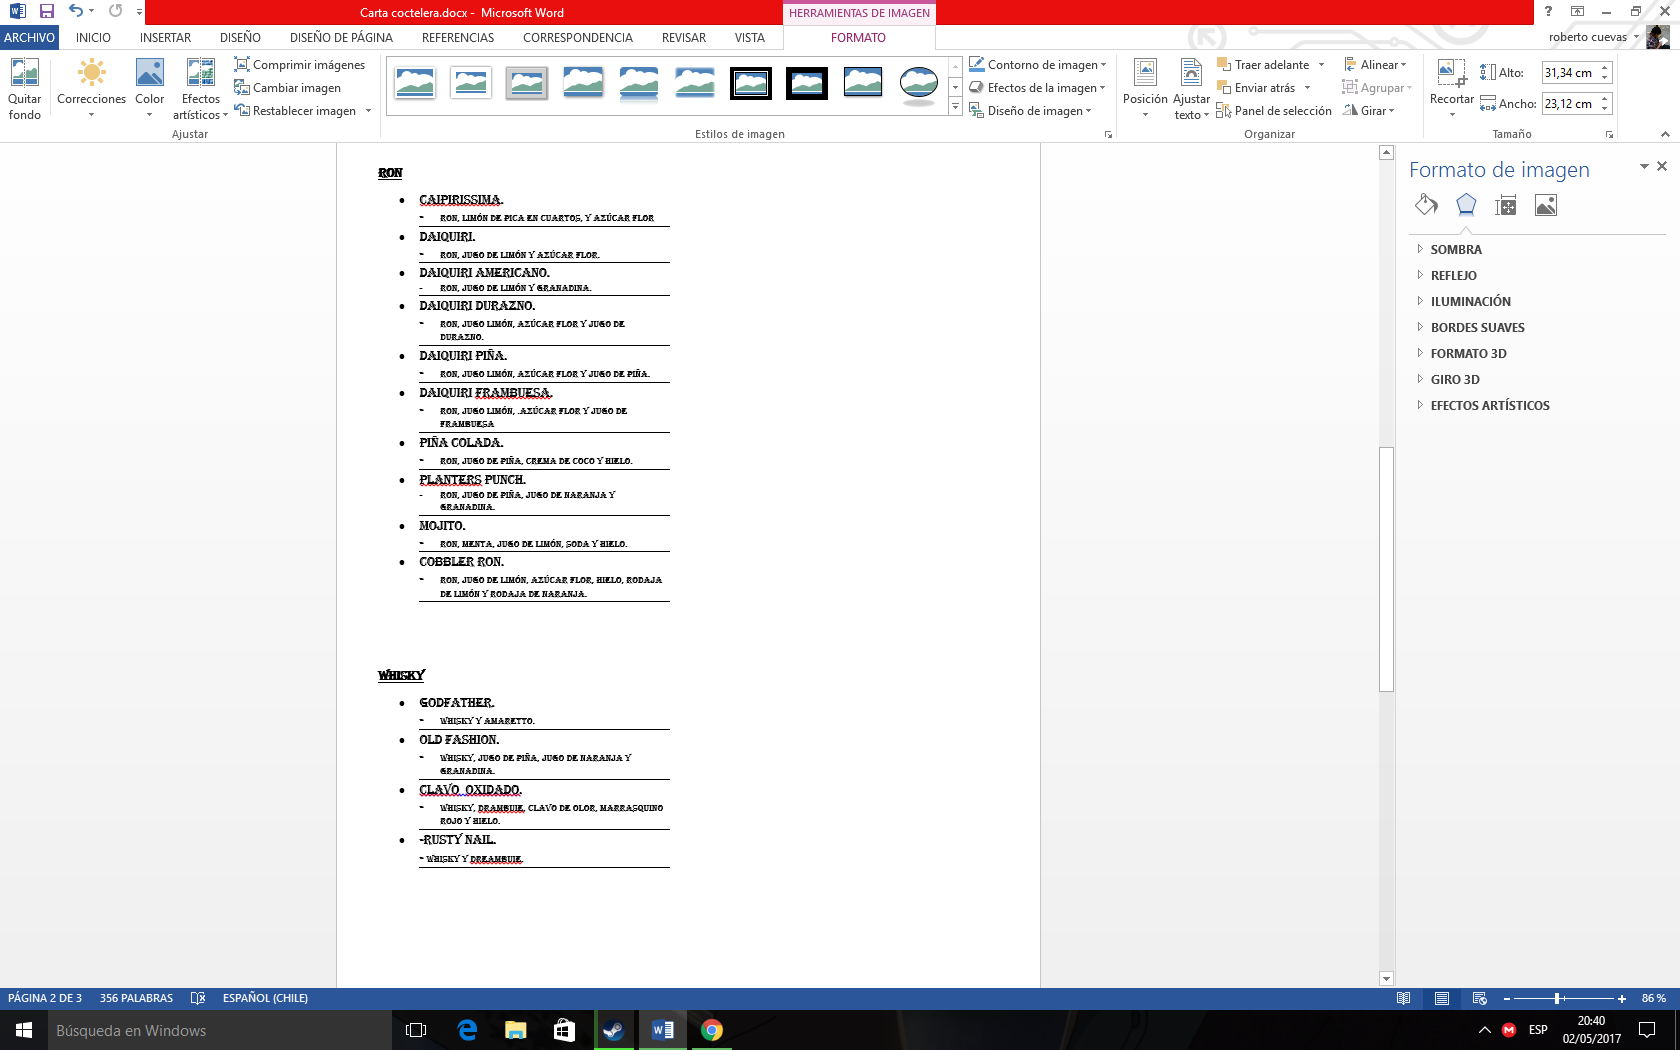 Carta coctelera.docx - Microsoft Word
HERRAMIENTAS DE IMAGEN
?
ARCHIVO INICIO INSERTAR DISEÑO DISEÑO DE PÁGINA REFERENCIAS CORRESPONDENCIA REVISAR VISTA FORMATO
roberto cuevas
Quitar fondo
Correcciones
Color
Efectos artísticos
Comprimir imágenes
Cambiar imagen
Restablecer imagen
Ajustar
Estilos de imagen
Contorno de imagen
Efectos de la imagen
Diseño de imagen
Posición
Ajustar texto
Traer adelante
Enviar atrás
Panel de selección
Alinear
Agrupar
Girar
Organizar
Recortar
Alto: 31,34 cm
Ancho: 23,12 cm
Tamaño
RON
• CAIPIRISSIMA.
- RON, LIMÓN DE PICA EN CUARTOS, Y AZÚCAR FLOR
• DAIQUIRI.
- RON, JUGO DE LIMÓN Y AZÚCAR FLOR.
• DAIQUIRI AMERICANO.
- RON, JUGO DE LIMÓN Y GRANADINA.
• DAIQUIRI DURAZNO.
- RON, JUGO LIMÓN, AZÚCAR FLOR Y JUGO DE
DURAZNO.
• DAIQUIRI PIÑA.
- RON, JUGO LIMÓN, AZÚCAR FLOR Y JUGO DE PIÑA.
• DAIQUIRI FRAMBUESA.
- RON, JUGO LIMÓN, .AZÚCAR FLOR Y JUGO DE
FRAMBUESA
• PIÑA COLADA.
- RON, JUGO DE PIÑA, CREMA DE COCO Y HIELO.
• PLANTERS PUNCH.
- RON, JUGO DE PIÑA, JUGO DE NARANJA Y
GRANADINA.
• MOJITO.
- RON, MENTA, JUGO DE LIMÓN, SODA Y HIELO.
• COBBLER RON.
- RON, JUGO DE LIMÓN, AZÚCAR FLOR, HIELO, RODAJA
DE LIMÓN Y RODAJA DE NARANJA.
WHISKY
• GODFATHER.
- WHISKY Y AMARETTO.
• OLD FASHION.
- WHISKY, JUGO DE PIÑA, JUGO DE NARANJA Y
GRANADINA.
• CLAVO OXIDADO.
- WHISKY, DRAMBUIE, CLAVO DE OLOR, MARRASQUINO
ROJO Y HIELO.
• -RUSTY NAIL.
- WHISKY Y DREAMBUIE.
Formato de imagen
SOMBRA
REFLEJO
ILUMINACIÓN
BORDES SUAVES
FORMATO 3D
GIRO 3D
EFECTOS ARTÍSTICOS
PÁGINA 2 DE 3 356 PALABRAS ESPAÑOL (CHILE)
86 %
Búsqueda en Windows
ESP
20:40
02/05/2017